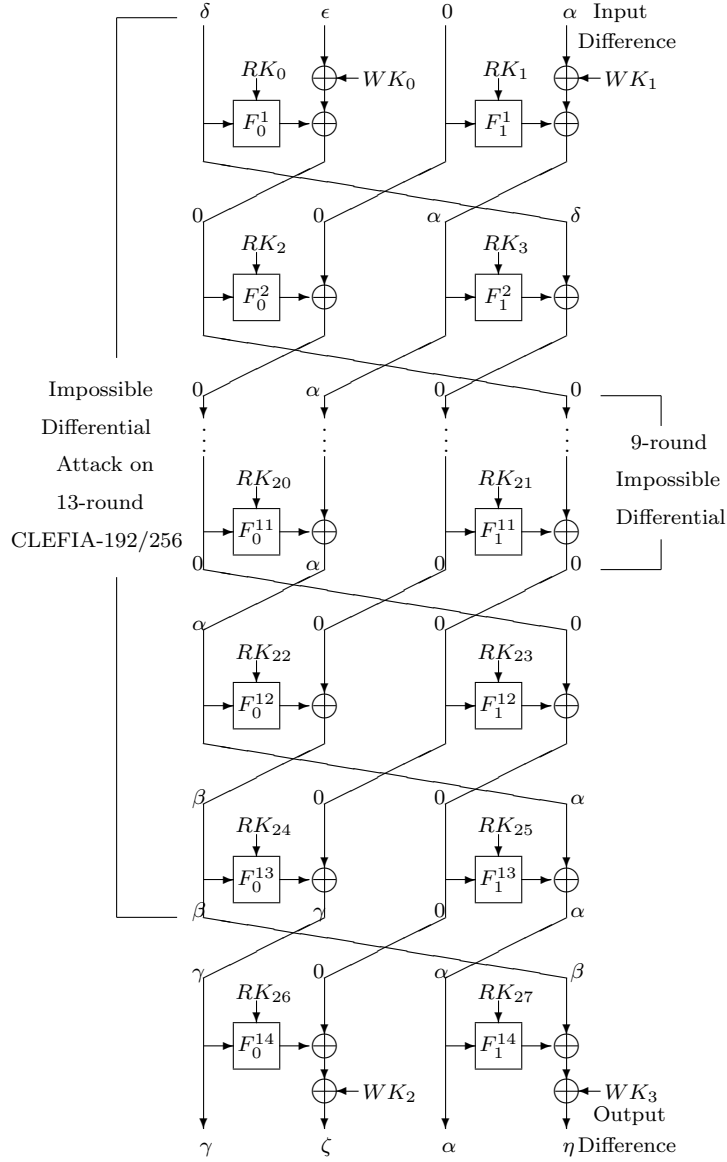 δ ϵ 0 α Input
Difference
RK₀ WK₀ RK₁ WK₁
F₀¹ F₁¹
0 0 α δ
RK₂ RK₃
F₀² F₁²
0 α 0 0
Impossible
Differential
Attack on
13-round
CLEFIA-192/256
⋮ ⋮ ⋮ ⋮
9-round
Impossible
Differential
RK₂₀ RK₂₁
F₀¹¹ F₁¹¹
0 α 0 0
α 0 0 0
RK₂₂ RK₂₃
F₀¹² F₁¹²
β 0 0 α
RK₂₄ RK₂₅
F₀¹³ F₁¹³
β γ 0 α
γ 0 α β
RK₂₆ RK₂₇
F₀¹⁴ F₁¹⁴
WK₂ WK₃
Output
γ ζ α η Difference